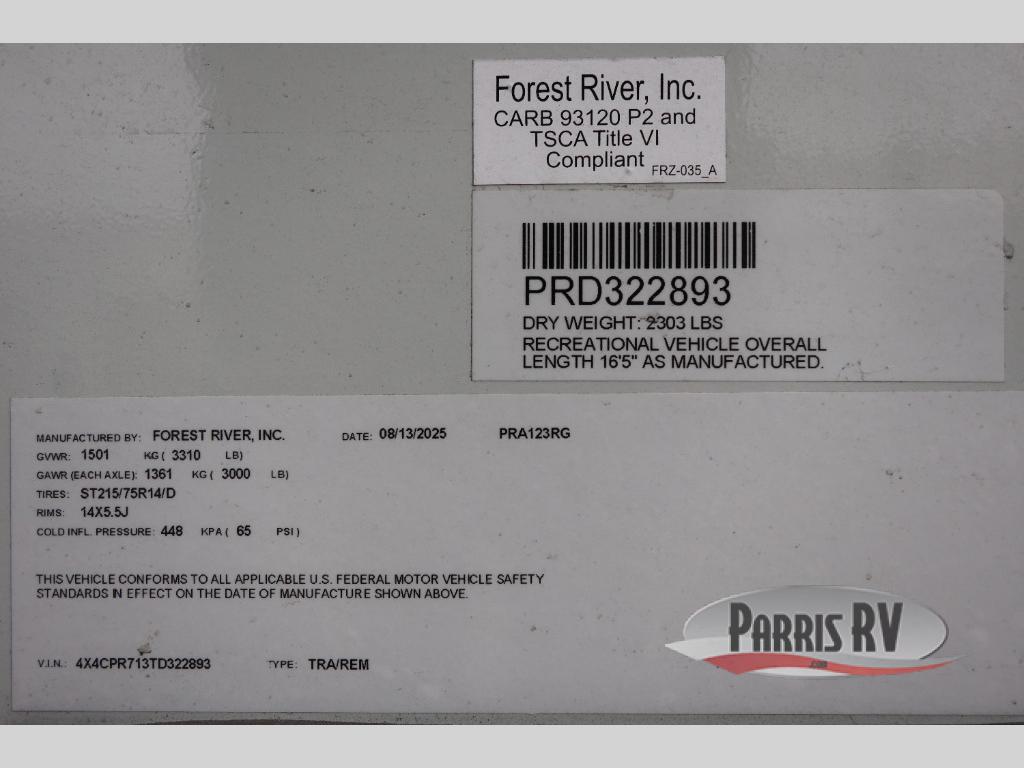 Forest River, Inc.
CARB 93120 P2 and
TSCA Title VI
Compliant FRZ-035_A
PRD322893
DRY WEIGHT: 2303 LBS
RECREATIONAL VEHICLE OVERALL
LENGTH 16'5" AS MANUFACTURED.
MANUFACTURED BY: FOREST RIVER, INC. DATE: 08/13/2025 PRA123RG
GVWR: 1501 KG ( 3310 LB)
GAWR (EACH AXLE): 1361 KG ( 3000 LB)
TIRES: ST215/75R14/D
RIMS: 14X5.5J
COLD INFL. PRESSURE: 448 KPA ( 65 PSI )
THIS VEHICLE CONFORMS TO ALL APPLICABLE U.S. FEDERAL MOTOR VEHICLE SAFETY
STANDARDS IN EFFECT ON THE DATE OF MANUFACTURE SHOWN ABOVE.
V.I.N.: 4X4CPR713TD322893 TYPE: TRA/REM
PARRIS RV
.com